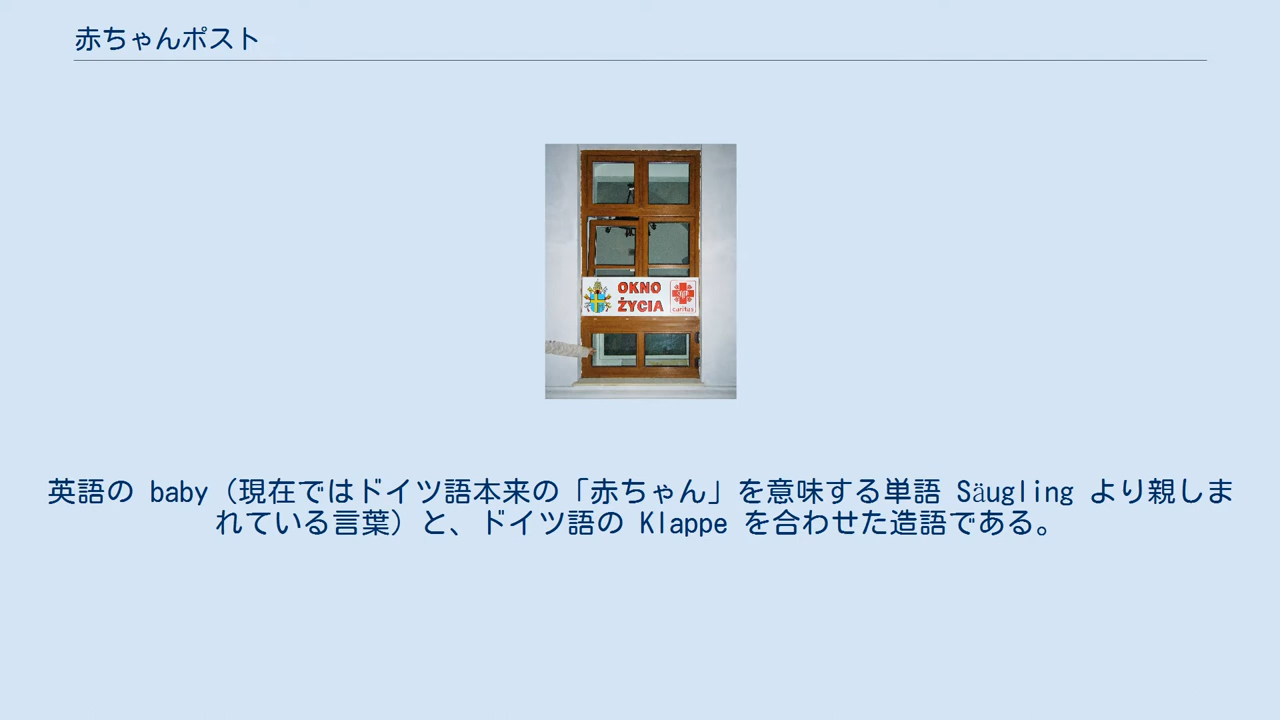 赤ちゃんポスト
OKNO
ŻYCIA
caritas
英語の baby（現在ではドイツ語本来の「赤ちゃん」を意味する単語 Säugling より親しま
れている言葉）と、ドイツ語の Klappe を合わせた造語である。